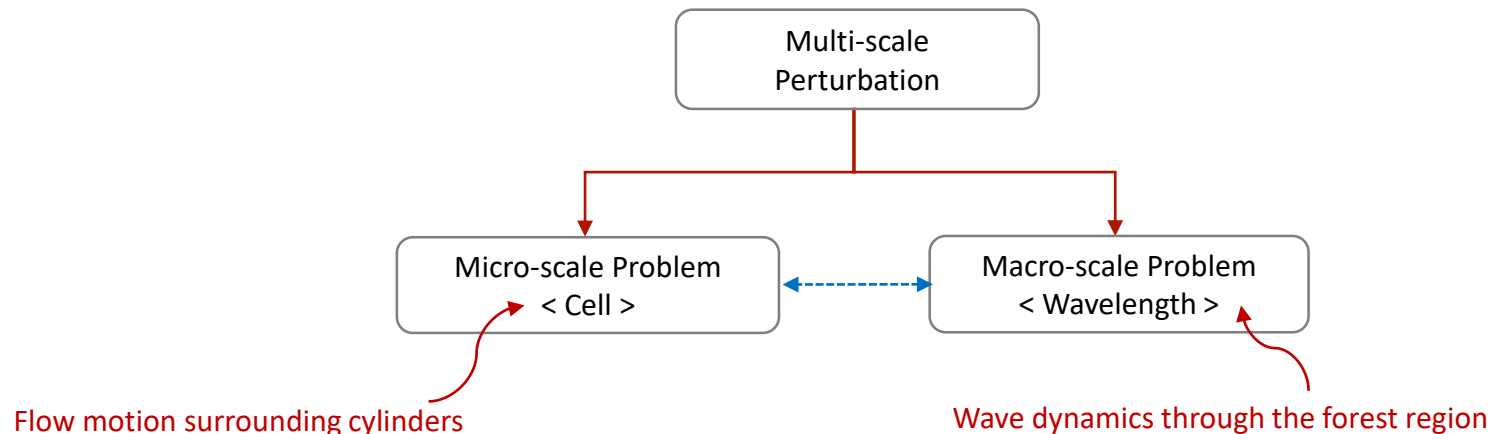 Multi-scale
Perturbation
Micro-scale Problem
< Cell >
Macro-scale Problem
< Wavelength >
Flow motion surrounding cylinders
Wave dynamics through the forest region